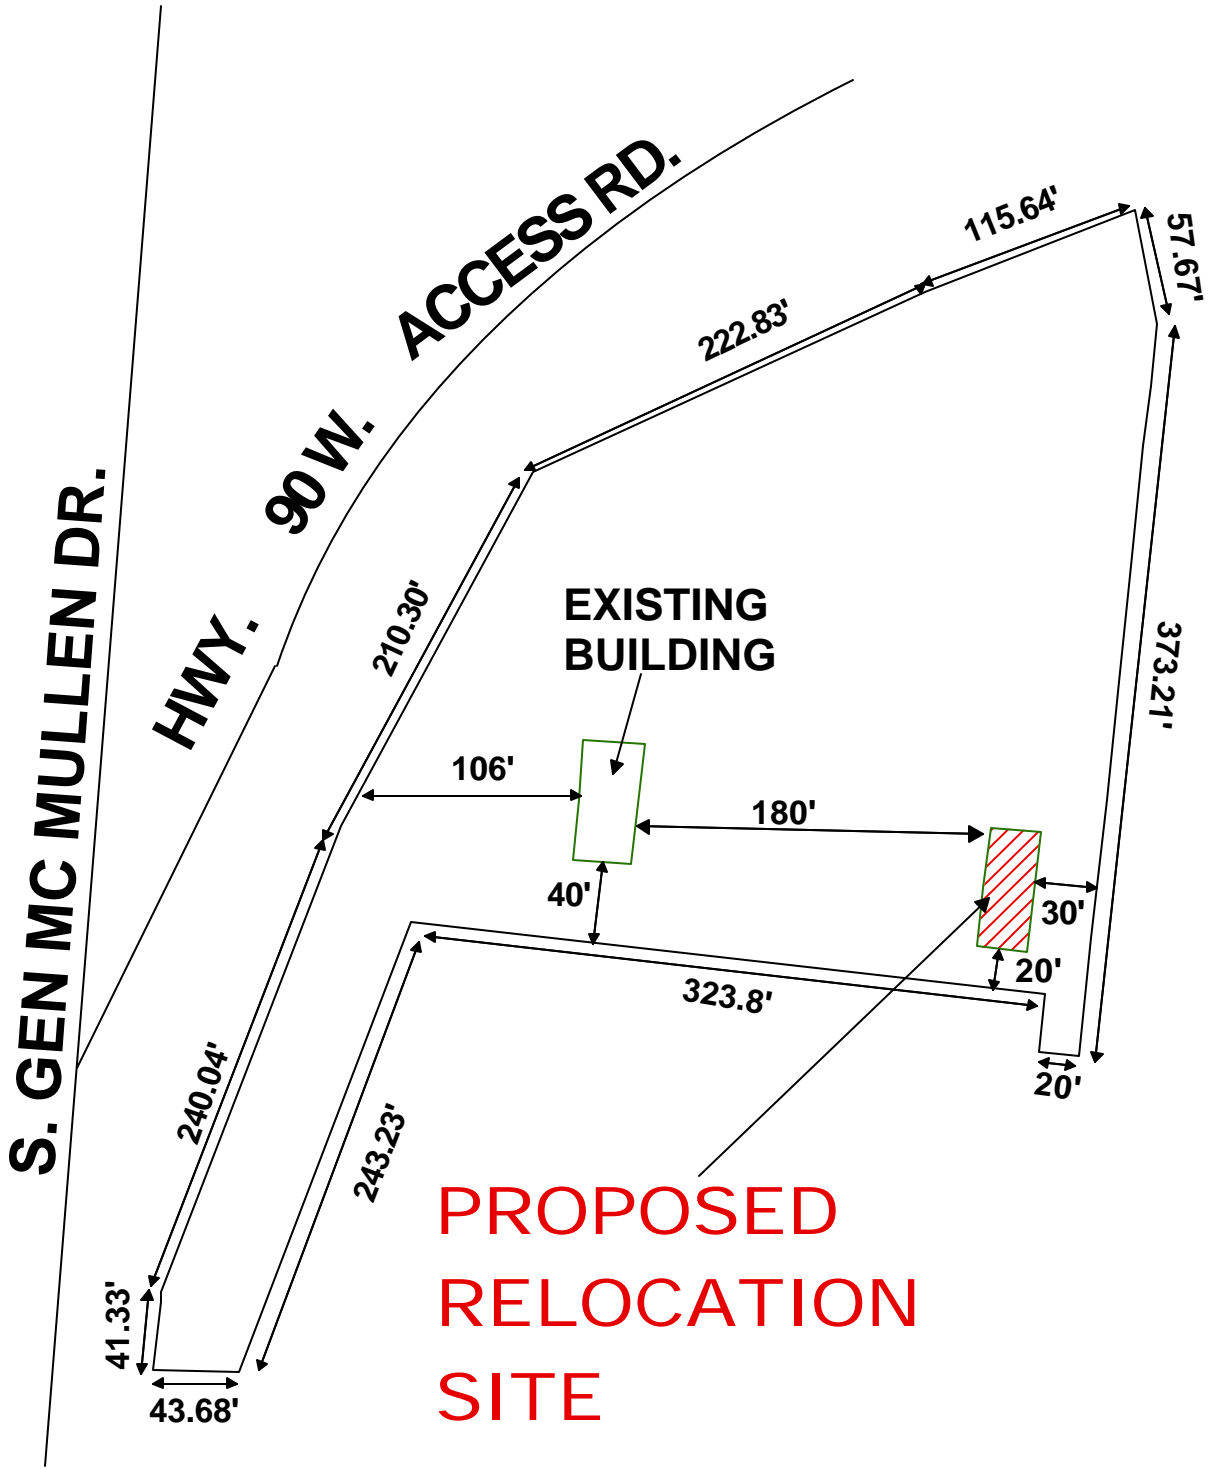 S. GEN MC MULLEN DR.
HWY. 90 W. ACCESS RD.
115.64'
57.67'
222.83'
210.30'
373.21'
EXISTING
BUILDING
106'
180'
40'
30'
20'
323.8'
20'
240.04'
243.23'
41.33'
43.68'
PROPOSED
RELOCATION
SITE